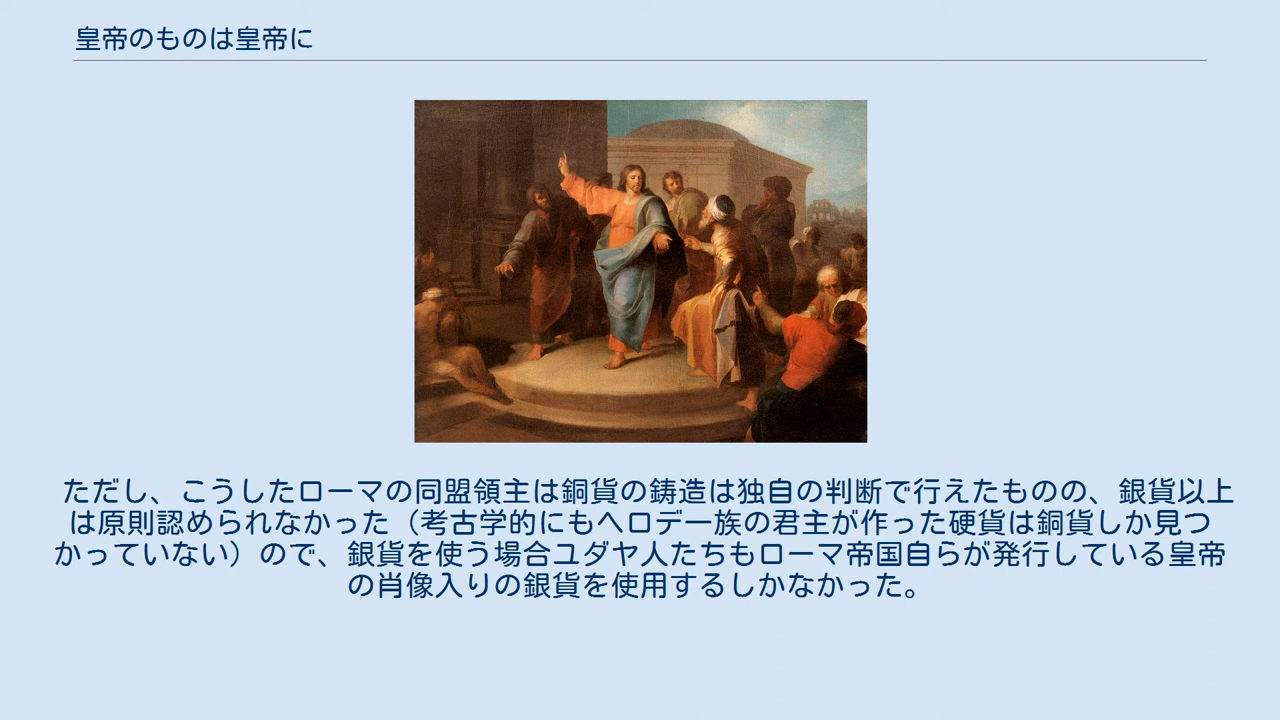 皇帝のものは皇帝に
ただし、こうしたローマの同盟領主は銅貨の鋳造は独自の判断で行えたものの、銀貨以上
は原則認められなかった（考古学的にもヘロデ一族の君主が作った硬貨は銅貨しか見つ
かっていない）ので、銀貨を使う場合ユダヤ人たちもローマ帝国自らが発行している皇帝
の肖像入りの銀貨を使用するしかなかった。